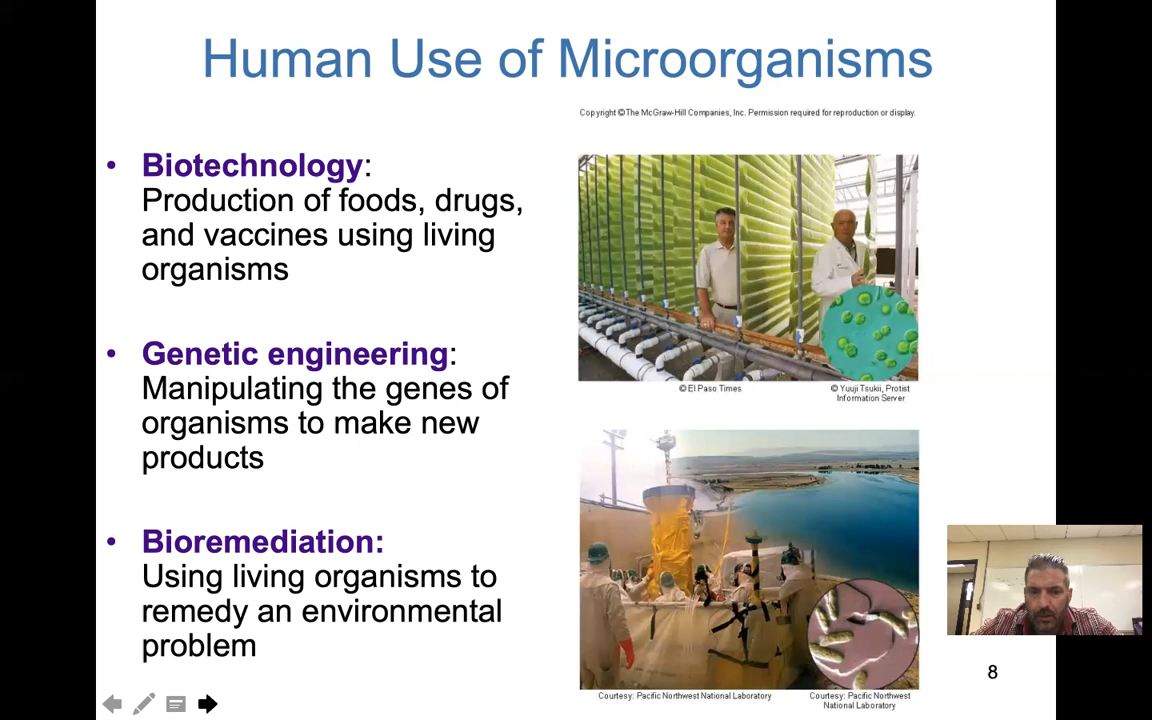 Human Use of Microorganisms
Copyright ©The McGraw-Hill Companies, Inc. Permission required for reproduction or display.
• Biotechnology:
Production of foods, drugs,
and vaccines using living
organisms
• Genetic engineering:
Manipulating the genes of
organisms to make new
products
• Bioremediation:
Using living organisms to
remedy an environmental
problem
© El Paso Times
© Yuuji Tsukii, Protist
Information Server
Courtesy: Pacific Northwest National Laboratory
Courtesy: Pacific Northwest
National Laboratory
8